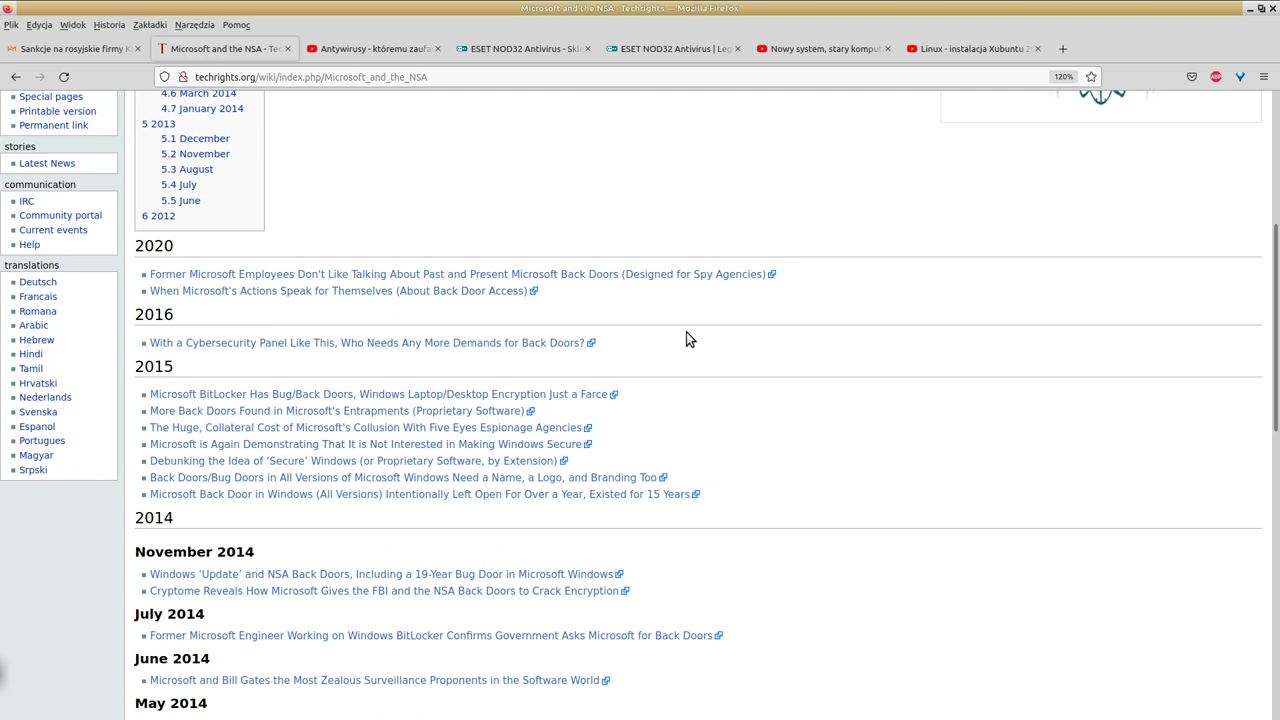 Microsoft and the NSA - Techrights — Mozilla Firefox
Plik Edycja Widok Historia Zakładki Narzędzia Pomoc
Sankcje na rosyjskie firmy K
Microsoft and the NSA - Tec
Antywirusy - któremu zaufa
ESET NOD32 Antivirus - Skle
ESET NOD32 Antivirus | Leg
Nowy system, stary komput
Linux - instalacja Xubuntu 2
techrights.org/wiki/index.php/Microsoft_and_the_NSA
120%
ABP
Special pages
Printable version
Permanent link
stories
Latest News
communication
IRC
Community portal
Current events
Help
translations
Deutsch
Francais
Romana
Arabic
Hebrew
Hindi
Tamil
Hrvatski
Nederlands
Svenska
Espanol
Portugues
Magyar
Srpski
4.6 March 2014
4.7 January 2014
5 2013
5.1 December
5.2 November
5.3 August
5.4 July
5.5 June
6 2012
2020
Former Microsoft Employees Don't Like Talking About Past and Present Microsoft Back Doors (Designed for Spy Agencies)
When Microsoft's Actions Speak for Themselves (About Back Door Access)
2016
With a Cybersecurity Panel Like This, Who Needs Any More Demands for Back Doors?
2015
Microsoft BitLocker Has Bug/Back Doors, Windows Laptop/Desktop Encryption Just a Farce
More Back Doors Found in Microsoft's Entrapments (Proprietary Software)
The Huge, Collateral Cost of Microsoft's Collusion With Five Eyes Espionage Agencies
Microsoft is Again Demonstrating That It is Not Interested in Making Windows Secure
Debunking the Idea of ‘Secure’ Windows (or Proprietary Software, by Extension)
Back Doors/Bug Doors in All Versions of Microsoft Windows Need a Name, a Logo, and Branding Too
Microsoft Back Door in Windows (All Versions) Intentionally Left Open For Over a Year, Existed for 15 Years
2014
November 2014
Windows ‘Update’ and NSA Back Doors, Including a 19-Year Bug Door in Microsoft Windows
Cryptome Reveals How Microsoft Gives the FBI and the NSA Back Doors to Crack Encryption
July 2014
Former Microsoft Engineer Working on Windows BitLocker Confirms Government Asks Microsoft for Back Doors
June 2014
Microsoft and Bill Gates the Most Zealous Surveillance Proponents in the Software World
May 2014